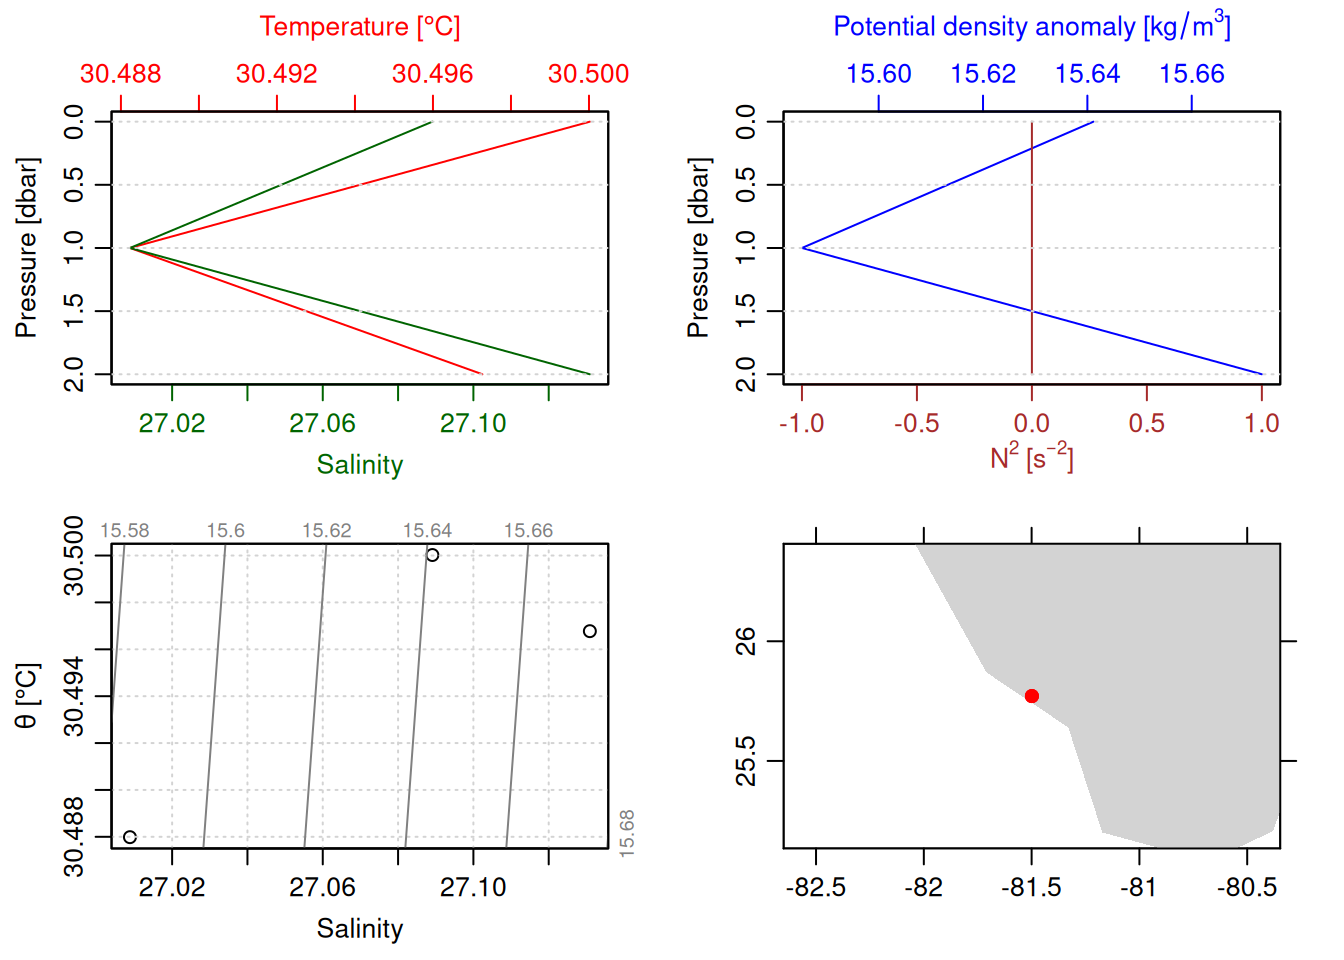 Temperature [°C]
30.488 30.492 30.496 30.500
Pressure [dbar]
0.0
0.5
1.0
1.5
2.0
27.02 27.06 27.10
Salinity
Potential density anomaly [kg/m³]
15.60 15.62 15.64 15.66
Pressure [dbar]
0.0
0.5
1.0
1.5
2.0
-1.0 -0.5 0.0 0.5 1.0
N² [s⁻²]
15.58 15.6 15.62 15.64 15.66
θ [°C]
30.500
30.494
30.488
15.68
27.02 27.06 27.10
Salinity
26
25.5
-82.5 -82 -81.5 -81 -80.5